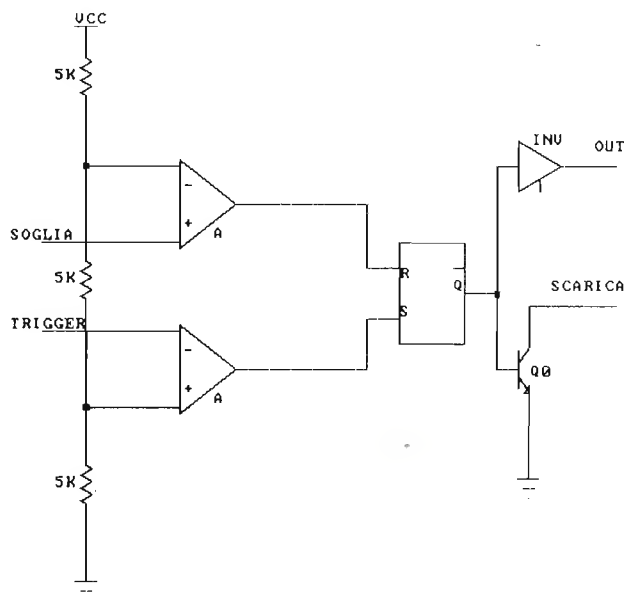 VCC
5K
INV
OUT
-
+
A
SOGLIA
5K
R
Q
S
SCARICA
TRIGGER
-
+
A
Q0
5K